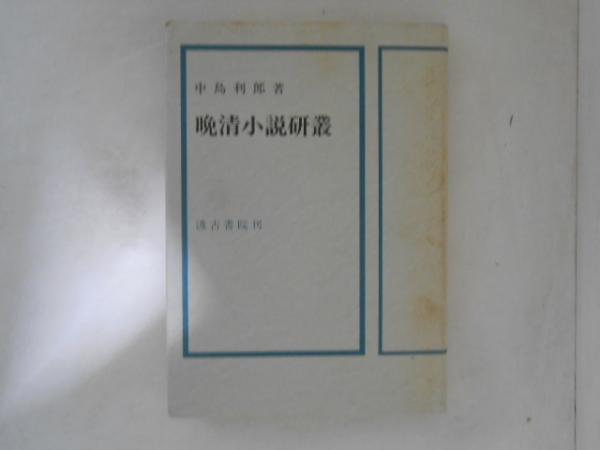 中島利郎著
晩清小説研叢
汲古書院刊